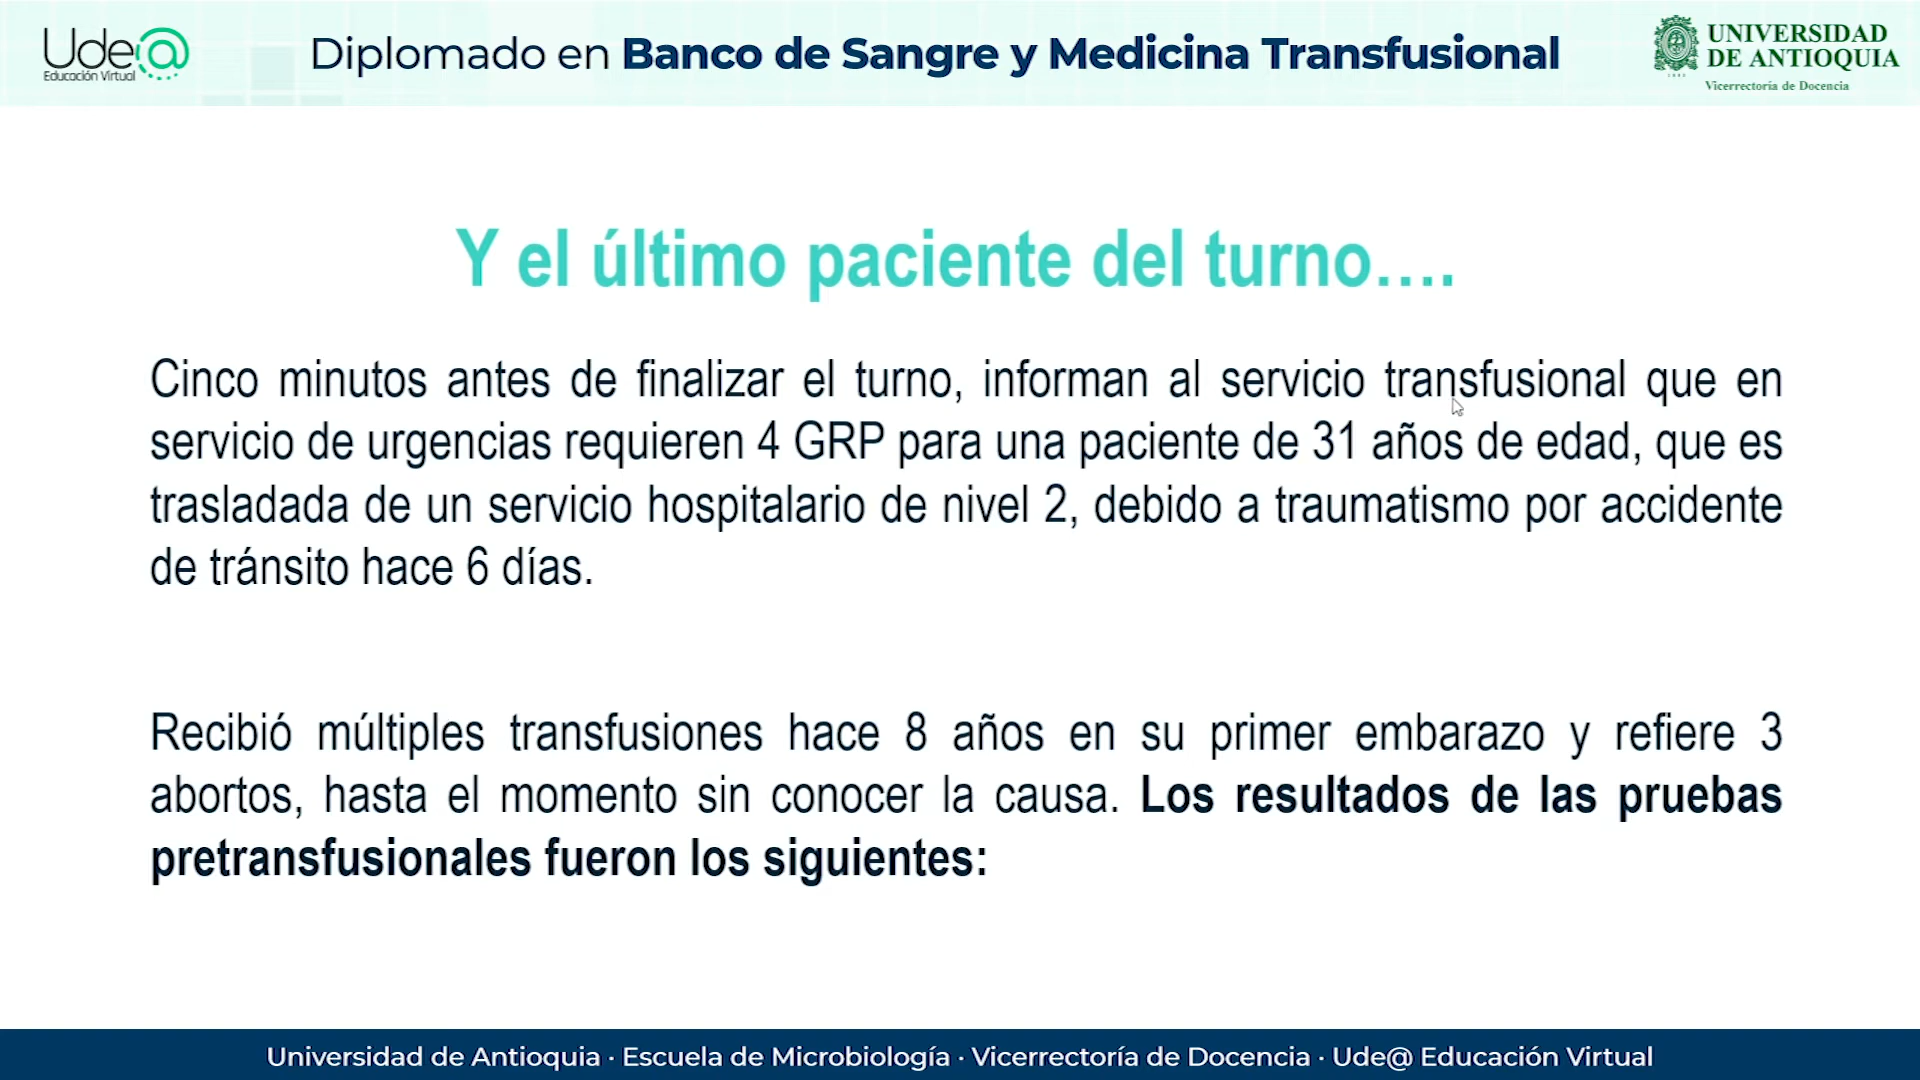 Ude@
Educación Virtual
Diplomado en Banco de Sangre y Medicina Transfusional
UNIVERSIDAD
DE ANTIOQUIA
1803
Vicerrectoría de Docencia
Y el último paciente del turno….
Cinco minutos antes de finalizar el turno, informan al servicio transfusional que en
servicio de urgencias requieren 4 GRP para una paciente de 31 años de edad, que es
trasladada de un servicio hospitalario de nivel 2, debido a traumatismo por accidente
de tránsito hace 6 días.
Recibió múltiples transfusiones hace 8 años en su primer embarazo y refiere 3
abortos, hasta el momento sin conocer la causa. Los resultados de las pruebas
pretransfusionales fueron los siguientes:
Universidad de Antioquia · Escuela de Microbiología · Vicerrectoría de Docencia · Ude@ Educación Virtual